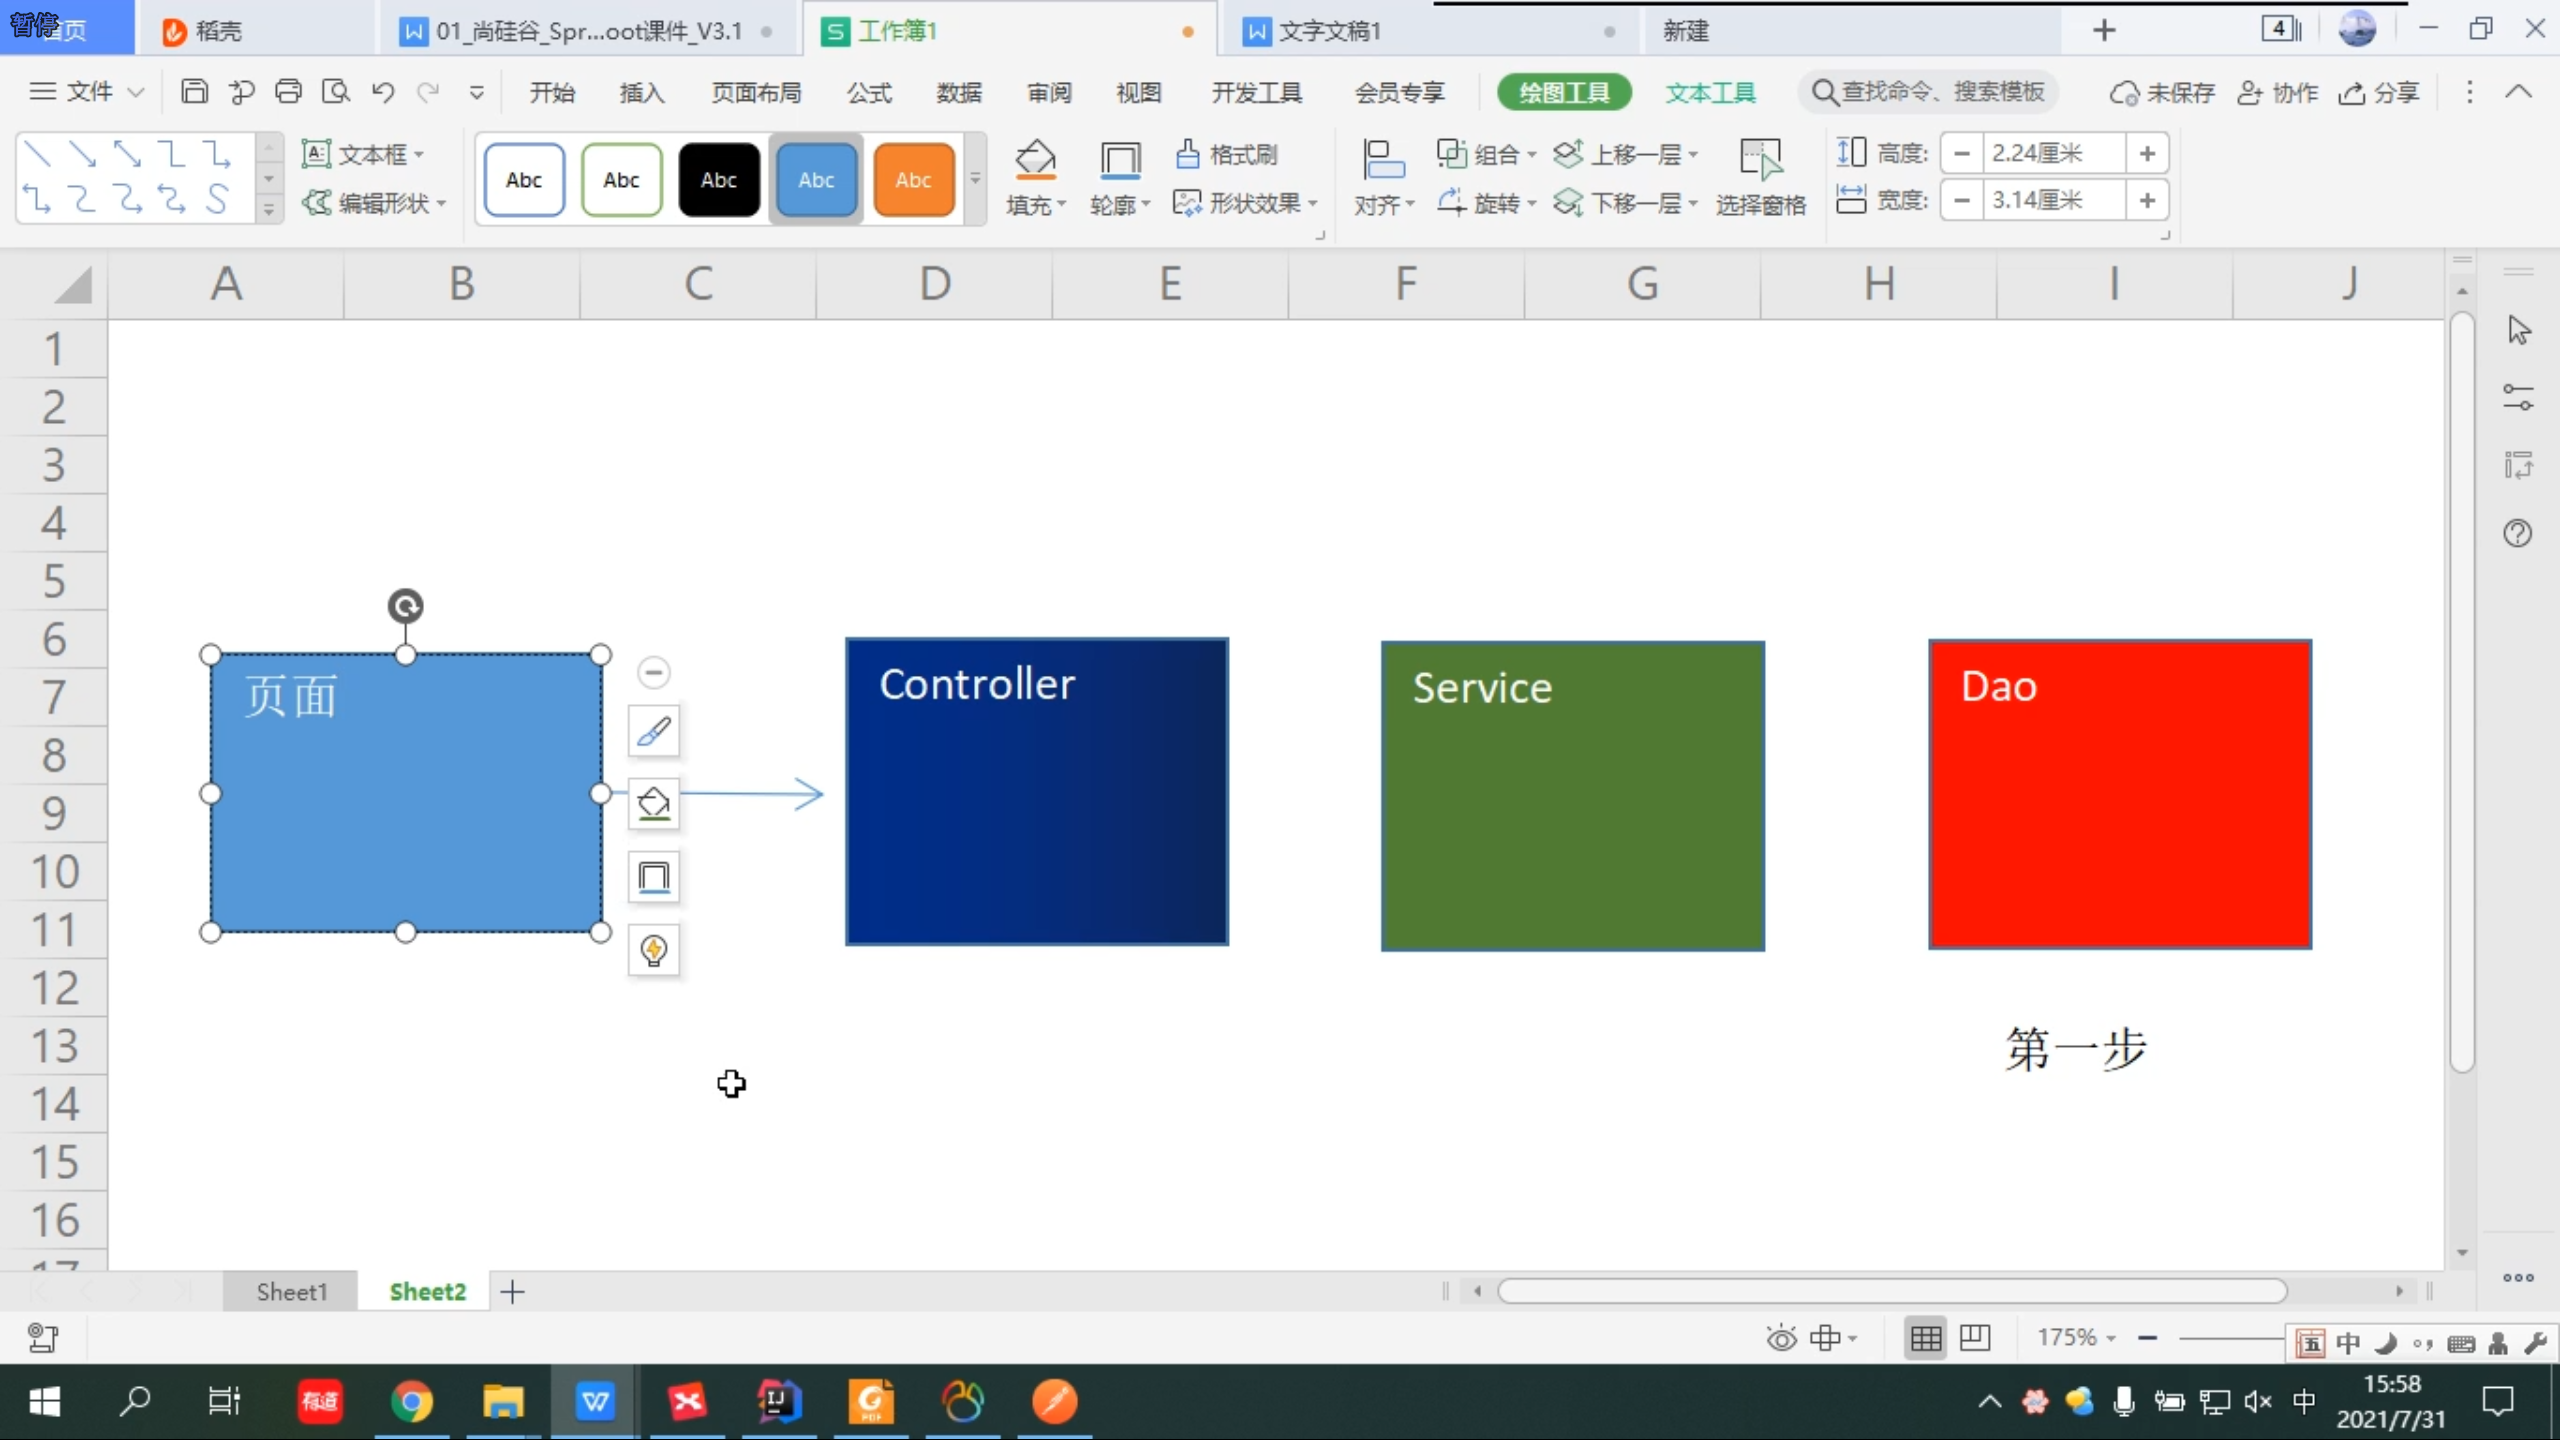 暂停
首页
稻壳
01_尚硅谷_Spr...oot课件_V3.1
工作簿1
文字文稿1
新建
4
文件
开始
插入
页面布局
公式
数据
审阅
视图
开发工具
会员专享
绘图工具
文本工具
查找命令、搜索模板
未保存
协作
分享
文本框
编辑形状
Abc
Abc
Abc
Abc
Abc
填充
轮廓
格式刷
形状效果
对齐
组合
旋转
上移一层
下移一层
选择窗格
高度:
2.24厘米
宽度:
3.14厘米
A B C D E F G H I J
1
2
3
4
5
6
7
8
9
10
11
12
13
14
15
16
17
页面
Controller
Service
Dao
第一步
Sheet1
Sheet2
175%
五
中
有道
PDF
中
15:58
2021/7/31